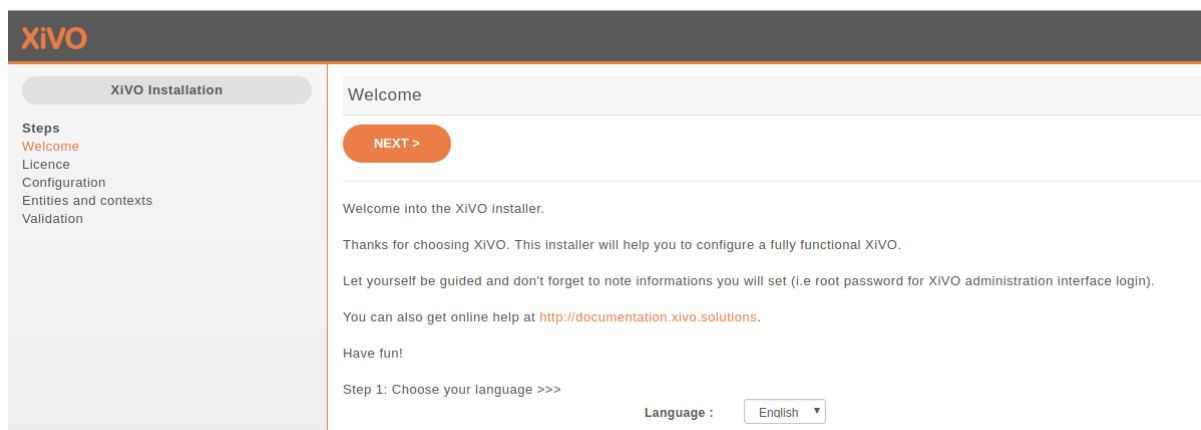 XiVO
XiVO Installation
Steps
Welcome
Licence
Configuration
Entities and contexts
Validation
Welcome
NEXT >
Welcome into the XiVO installer.
Thanks for choosing XiVO. This installer will help you to configure a fully functional XiVO.
Let yourself be guided and don't forget to note informations you will set (i.e root password for XiVO administration interface login).
You can also get online help at http://documentation.xivo.solutions.
Have fun!
Step 1: Choose your language >>>
Language : English